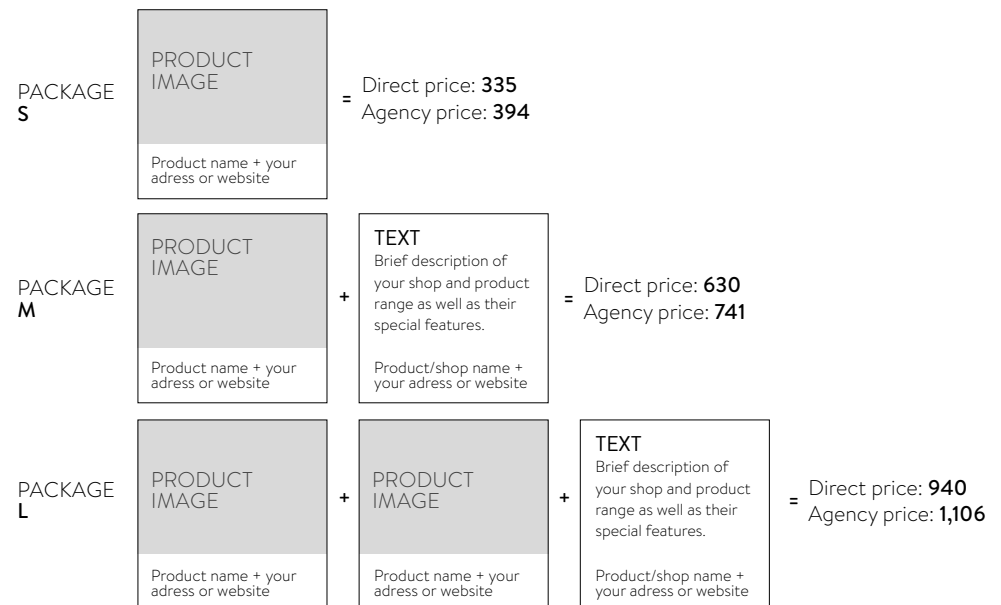 PACKAGE
S
PRODUCT
IMAGE
Product name + your
adress or website
=
Direct price: 335
Agency price: 394
PACKAGE
M
PRODUCT
IMAGE
Product name + your
adress or website
+
TEXT
Brief description of
your shop and product
range as well as their
special features.
Product/shop name +
your adress or website
=
Direct price: 630
Agency price: 741
PACKAGE
L
PRODUCT
IMAGE
Product name + your
adress or website
+
PRODUCT
IMAGE
Product name + your
adress or website
+
TEXT
Brief description of
your shop and product
range as well as their
special features.
Product/shop name +
your adress or website
=
Direct price: 940
Agency price: 1,106